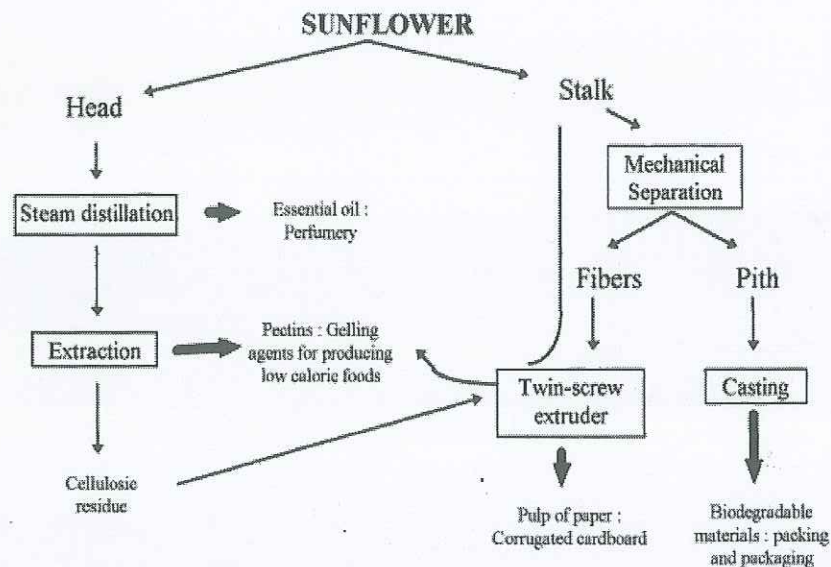 SUNFLOWER
Head
Stalk
Mechanical
Separation
Steam distillation
Essential oil :
Perfumery
Fibers
Pith
Extraction
Pectins : Gelling
agents for producing
low caloric foods
Twin-screw
extruder
Casting
Cellulosic
residue
Pulp of paper :
Corrugated cardboard
Biodegradable
materials : packing
and packaging